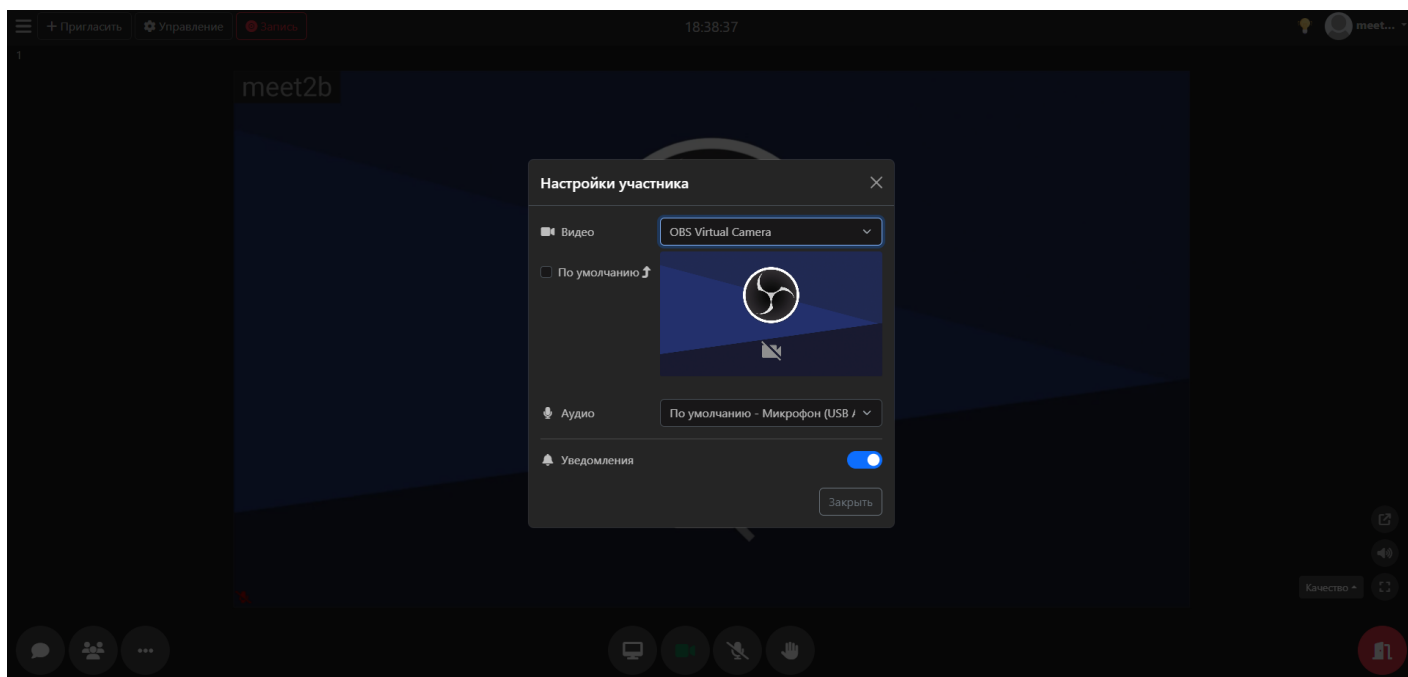 + Пригласить Управление Запись 18:38:37 meet...
1
meet2b
Настройки участника
Видео OBS Virtual Camera
По умолчанию
Аудио По умолчанию - Микрофон (USB
Уведомления
Закрыть
Качество